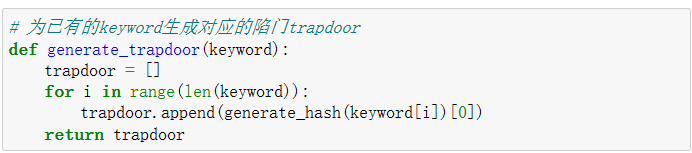 # 为已有的keyword生成对应的陷门trapdoor
def generate_trapdoor(keyword):
    trapdoor = []
    for i in range(len(keyword)):
        trapdoor.append(generate_hash(keyword[i])[0])
    return trapdoor